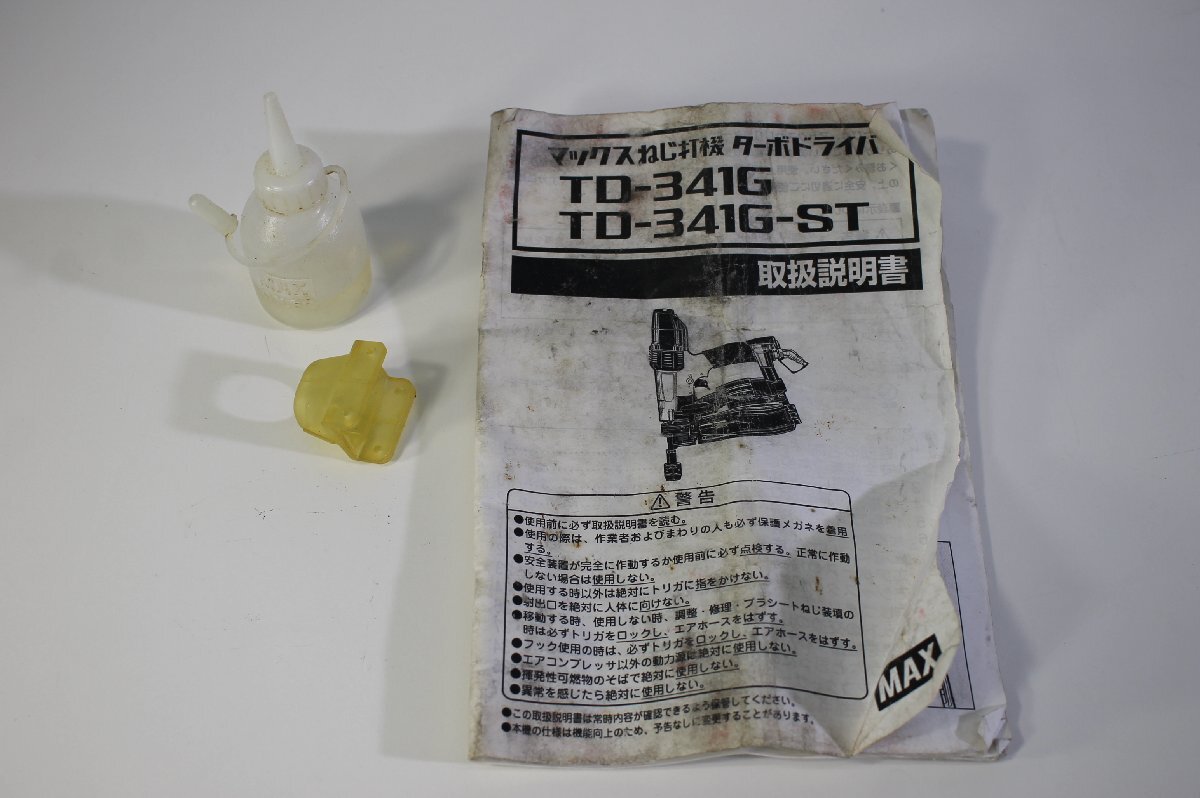 マックスねじ打機 ターボドライバ
TD-341G
TD-341G-ST
取扱説明書
警告
●使用前に必ず取扱説明書を読む。
●使用の際は、作業者およびまわりの人も必ず保護メガネを着用
する。
●安全装置が完全に作動するか使用前に必ず点検する。正常に作動
しない場合は使用しない。
●使用する時以外は絶対にトリガに指をかけない。
●射出口を絶対に人体に向けない。
●移動する時、使用しない時、調整・修理・プラシートねじ装填の
時は必ずトリガをロックし、エアホースをはずす。
●フック使用の時は、必ずトリガをロックし、エアホースをはずす。
●エアコンプレッサ以外の動力源は絶対に使用しない。
●揮発性可燃物のそばで絶対に使用しない。
●異常を感じたら絶対に使用しない。
MAX
●この取扱説明書は常時内容が確認できるよう保管してください。
●本機の仕様は機能向上のため、予告なしに変更することがあります。
MAX